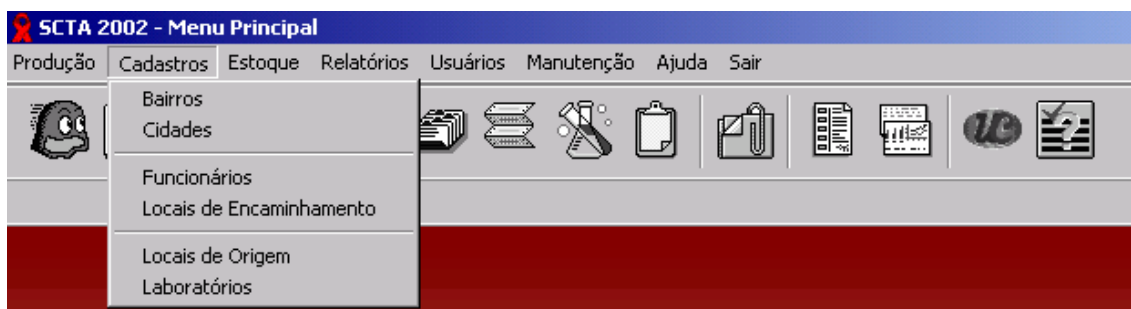 SCTA 2002 - Menu Principal
Produção Cadastros Estoque Relatórios Usuários Manutenção Ajuda Sair
Bairros
Cidades
Funcionários
Locais de Encaminhamento
Locais de Origem
Laboratórios